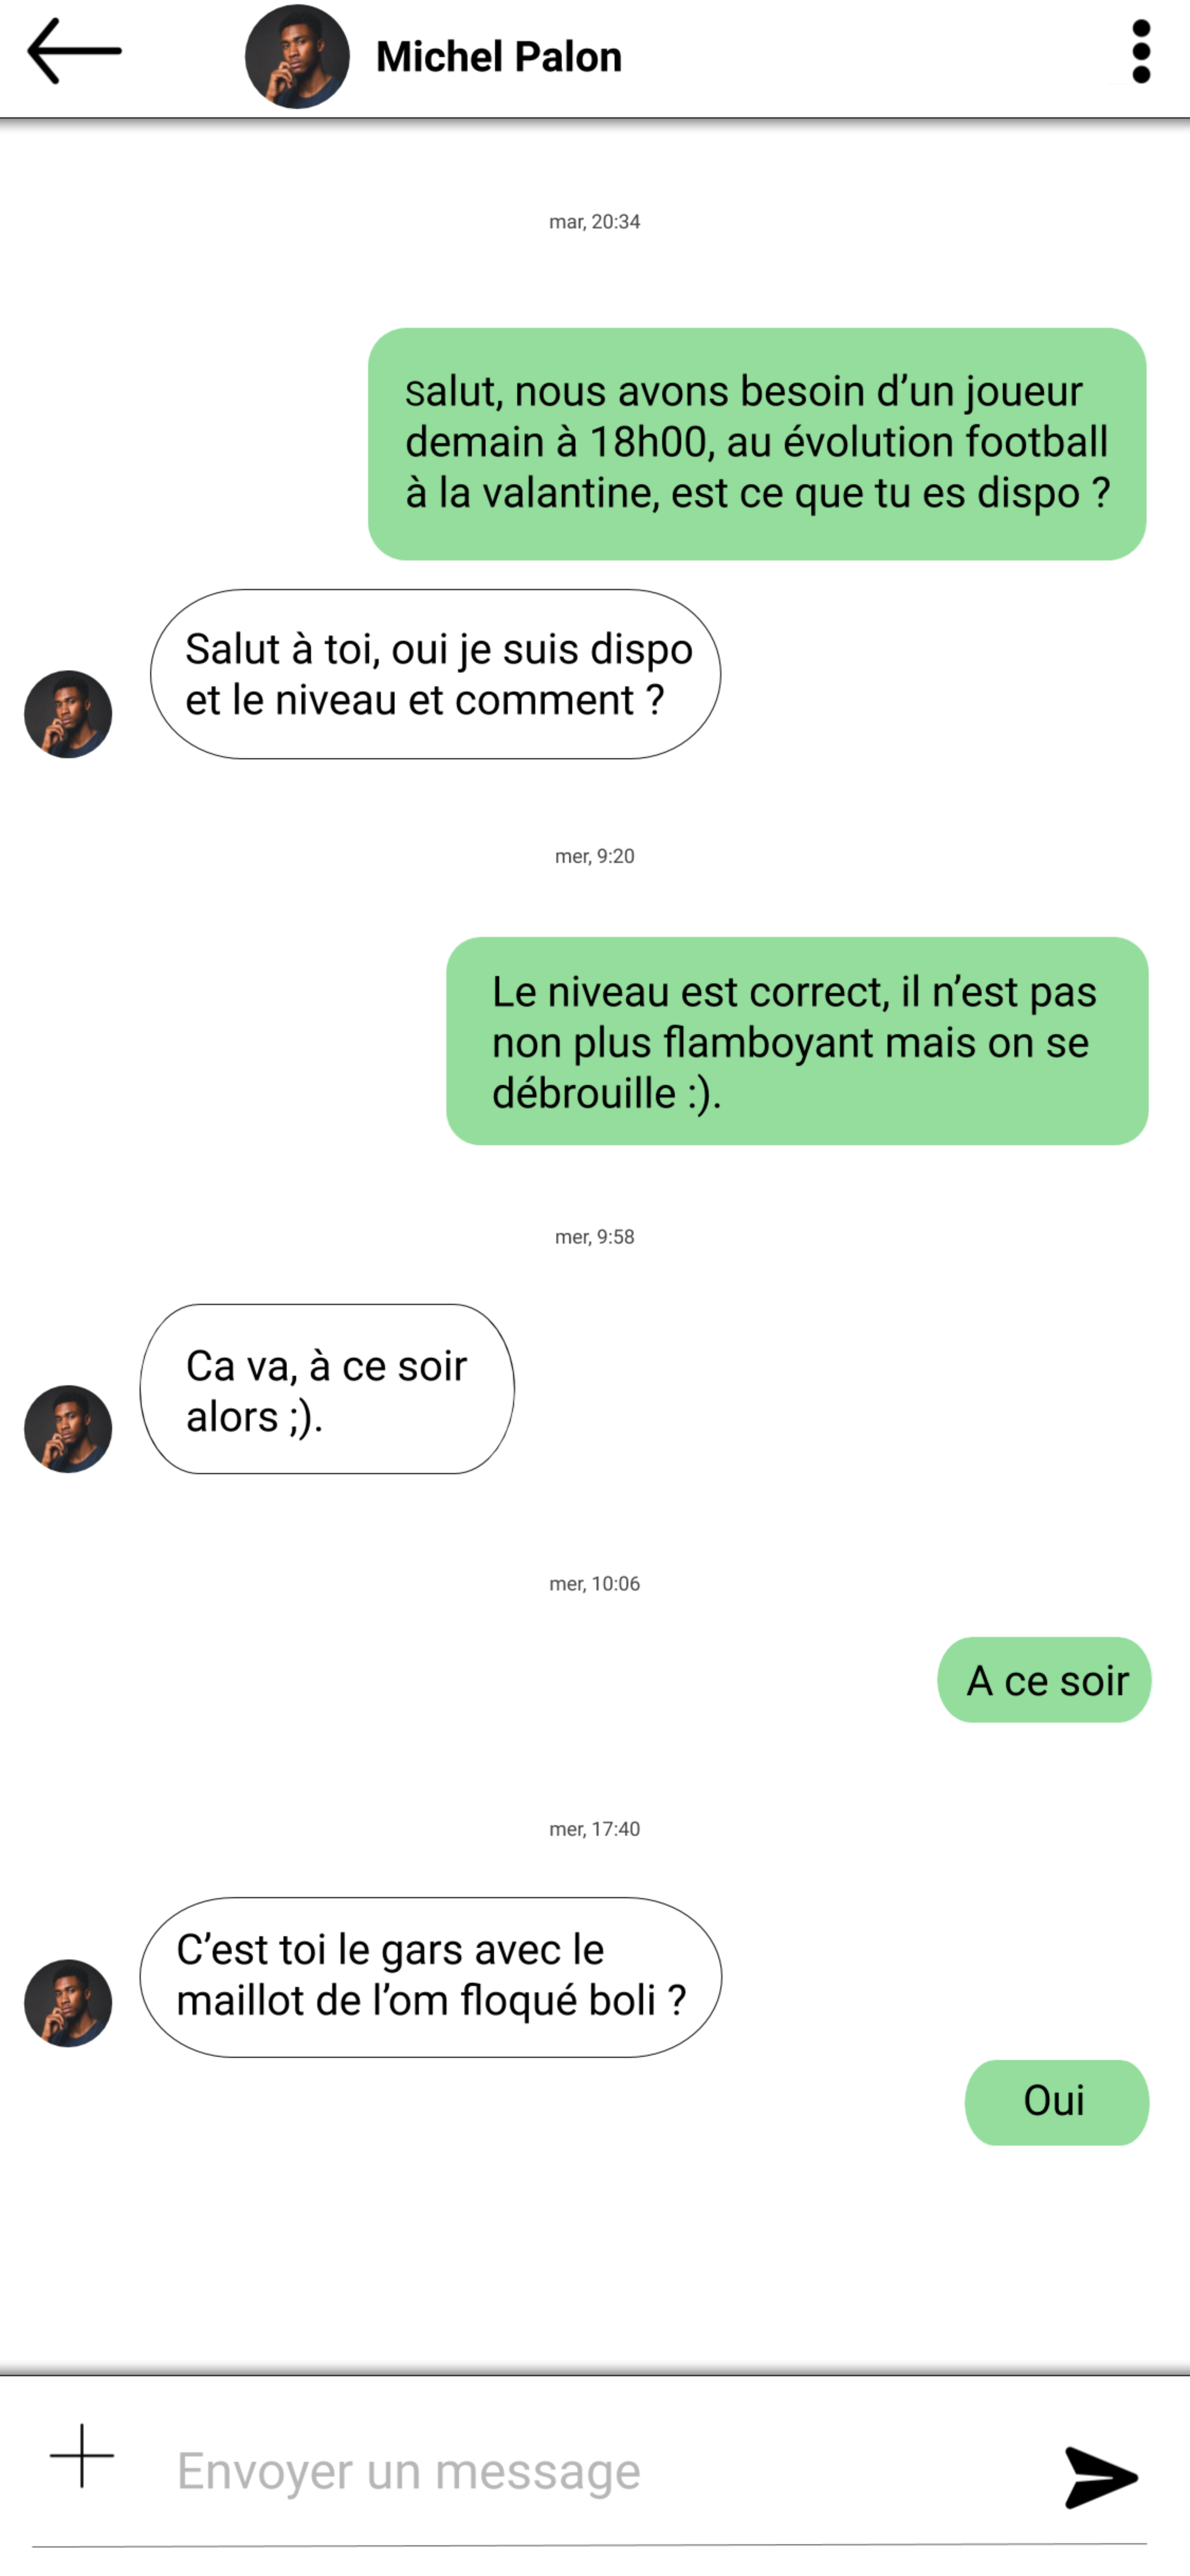 Michel Palon
mar, 20:34
salut, nous avons besoin d’un joueur
demain à 18h00, au évolution football
à la valantine, est ce que tu es dispo ?
Salut à toi, oui je suis dispo
et le niveau et comment ?
mer, 9:20
Le niveau est correct, il n’est pas
non plus flamboyant mais on se
débrouille :).
mer, 9:58
Ca va, à ce soir
alors ;).
mer, 10:06
A ce soir
mer, 17:40
C’est toi le gars avec le
maillot de l’om floqué boli ?
Oui
Envoyer un message